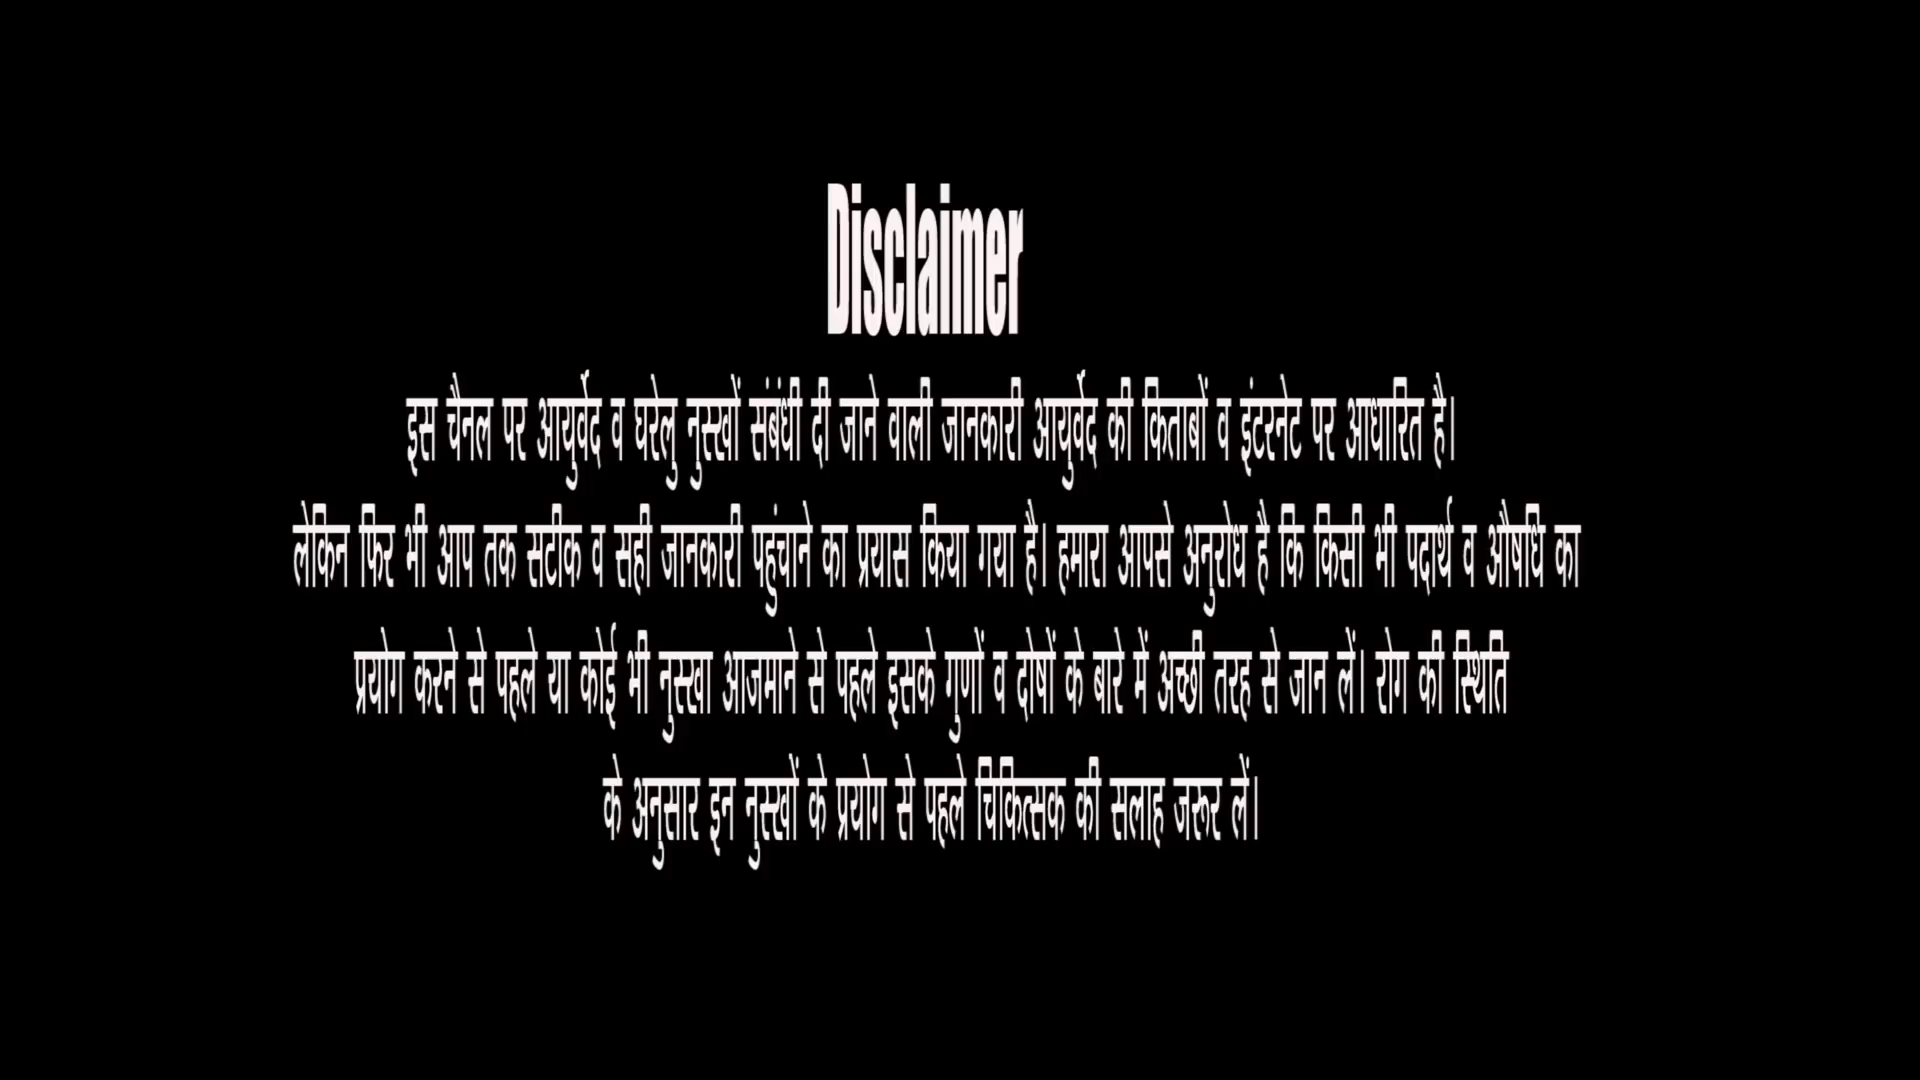 Disclaimer
इस चैनल पर आयुर्वेद व घरेलु नुस्खों संबंधी दी जाने वाली जानकारी आयुर्वेद की किताबों व इंटरनेट पर आधारित है।
लेकिन फिर भी आप तक सटीक व सही जानकारी पहुंचाने का प्रयास किया गया है। हमारा आपसे अनुरोध है कि किसी भी पदार्थ व औषधि का
प्रयोग करने से पहले या कोई भी नुस्खा आजमाने से पहले इसके गुणों व दोषों के बारे में अच्छी तरह से जान लें। रोग की स्थिति
के अनुसार इन नुस्खों के प्रयोग से पहले चिकित्सक की सलाह जरूर लें।